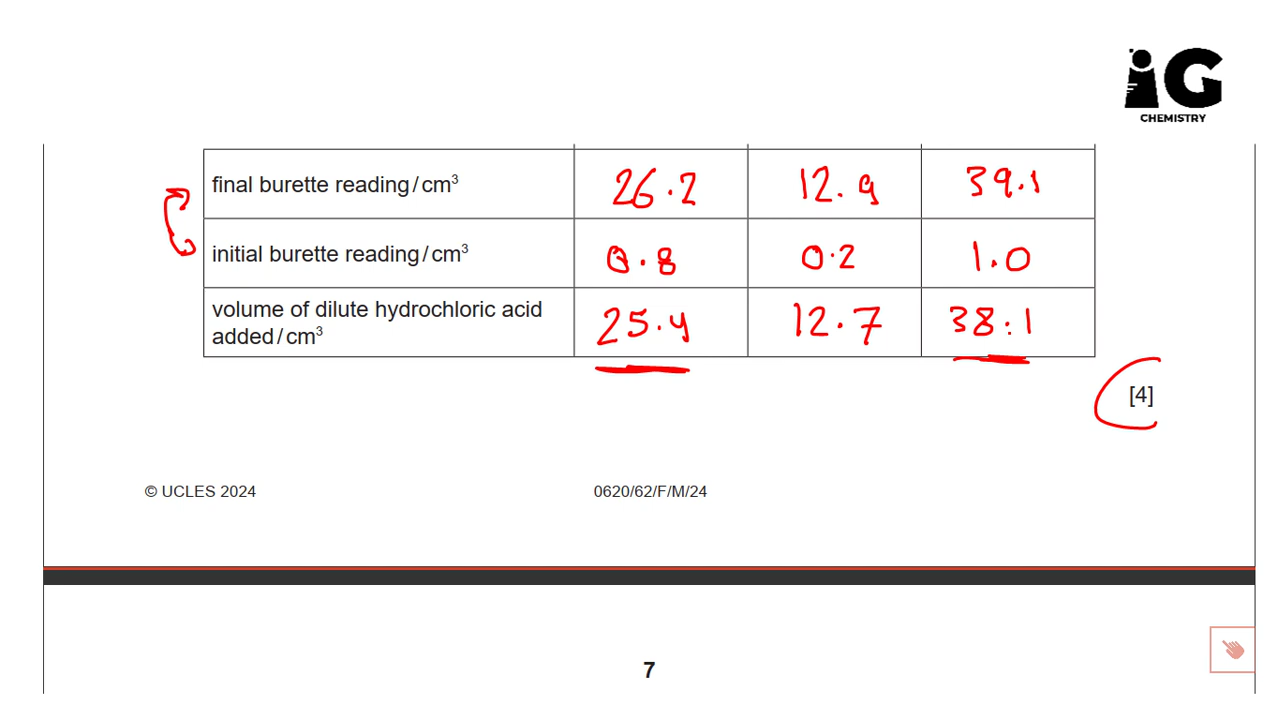 iG
CHEMISTRY
final burette reading/cm³ 26.2 12.9 39.1
initial burette reading/cm³ 0.8 0.2 1.0
volume of dilute hydrochloric acid
added/cm³ 25.4 12.7 38.1
[4]
© UCLES 2024 0620/62/F/M/24
7